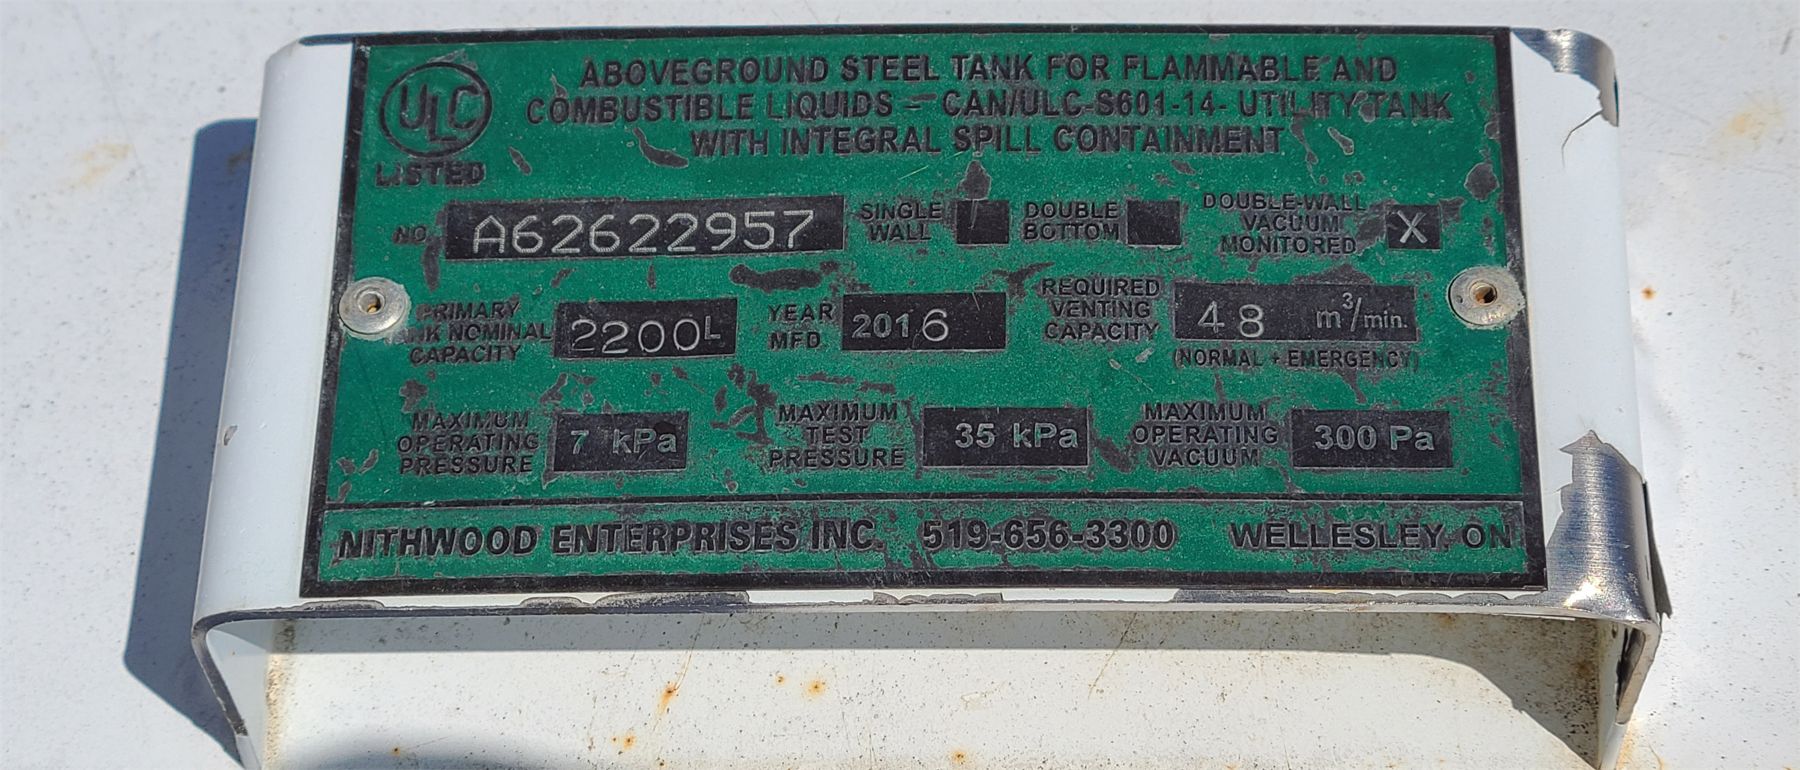 ULC
LISTED
ABOVEGROUND STEEL TANK FOR FLAMMABLE AND
COMBUSTIBLE LIQUIDS - CAN/ULC-S601-14- UTILITY TANK
WITH INTEGRAL SPILL CONTAINMENT
NO. A62622957
SINGLE
WALL
DOUBLE
BOTTOM
DOUBLE-WALL
VACUUM
MONITORED X
PRIMARY
TANK NOMINAL
CAPACITY
2200L
YEAR
MFD
2016
REQUIRED
VENTING
CAPACITY
48 m³/min.
(NORMAL + EMERGENCY)
MAXIMUM
OPERATING
PRESSURE
7 kPa
MAXIMUM
TEST
PRESSURE
35 kPa
MAXIMUM
OPERATING
VACUUM
300 Pa
NITHWOOD ENTERPRISES INC. 519-656-3300 WELLESLEY, ON